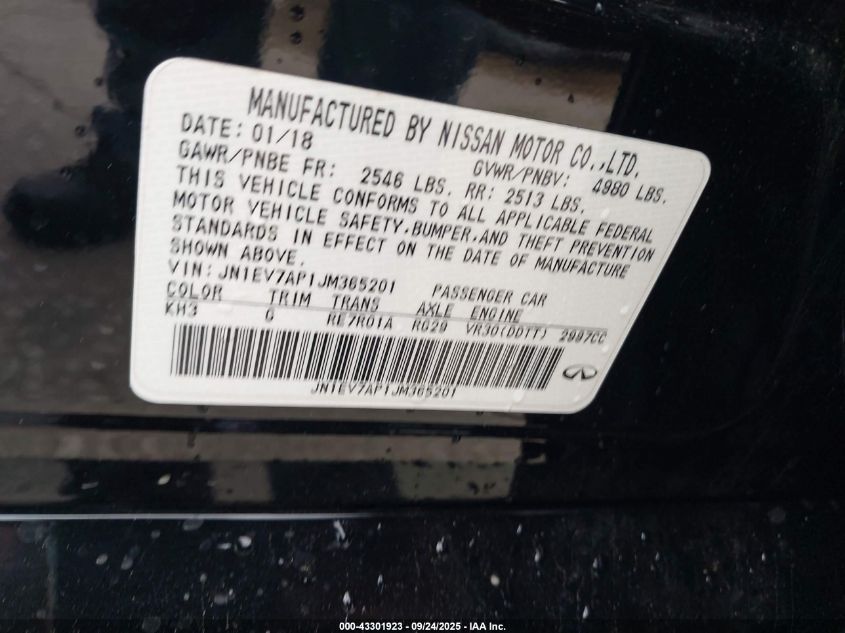 MANUFACTURED BY NISSAN MOTOR CO.,LTD.
DATE: 01/18 GVWR/PNBV: 4980 LBS.
GAWR/PNBE FR: 2546 LBS. RR: 2513 LBS.
THIS VEHICLE CONFORMS TO ALL APPLICABLE FEDERAL
MOTOR VEHICLE SAFETY,BUMPER,AND THEFT PREVENTION
STANDARDS IN EFFECT ON THE DATE OF MANUFACTURE
SHOWN ABOVE.
VIN: JN1EV7AP1JM365201 PASSENGER CAR
COLOR TRIM TRANS AXLE ENGINE
KH3 G RE7R01A RG29 VR30(DDTT) 2997CC
JN1EV7AP1JM365201
000-43301923 - 09/24/2025 - IAA Inc.